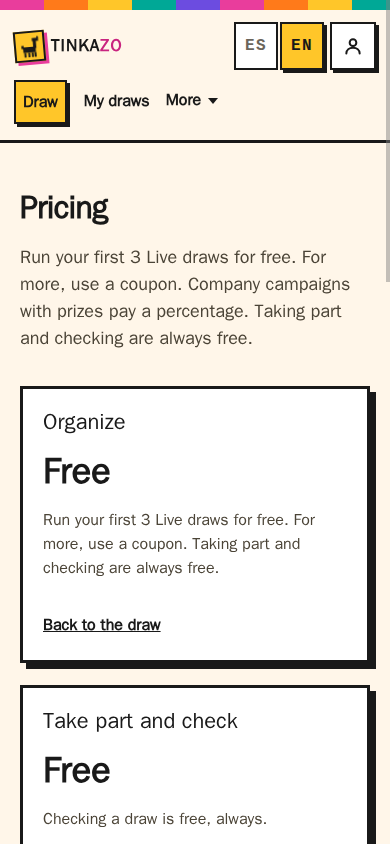 TINKAZO
ES
EN
Draw
My draws
More
Pricing
Run your first 3 Live draws for free. For
more, use a coupon. Company campaigns
with prizes pay a percentage. Taking part
and checking are always free.
Organize
Free
Run your first 3 Live draws for free. For
more, use a coupon. Taking part and
checking are always free.
Back to the draw
Take part and check
Free
Checking a draw is free, always.